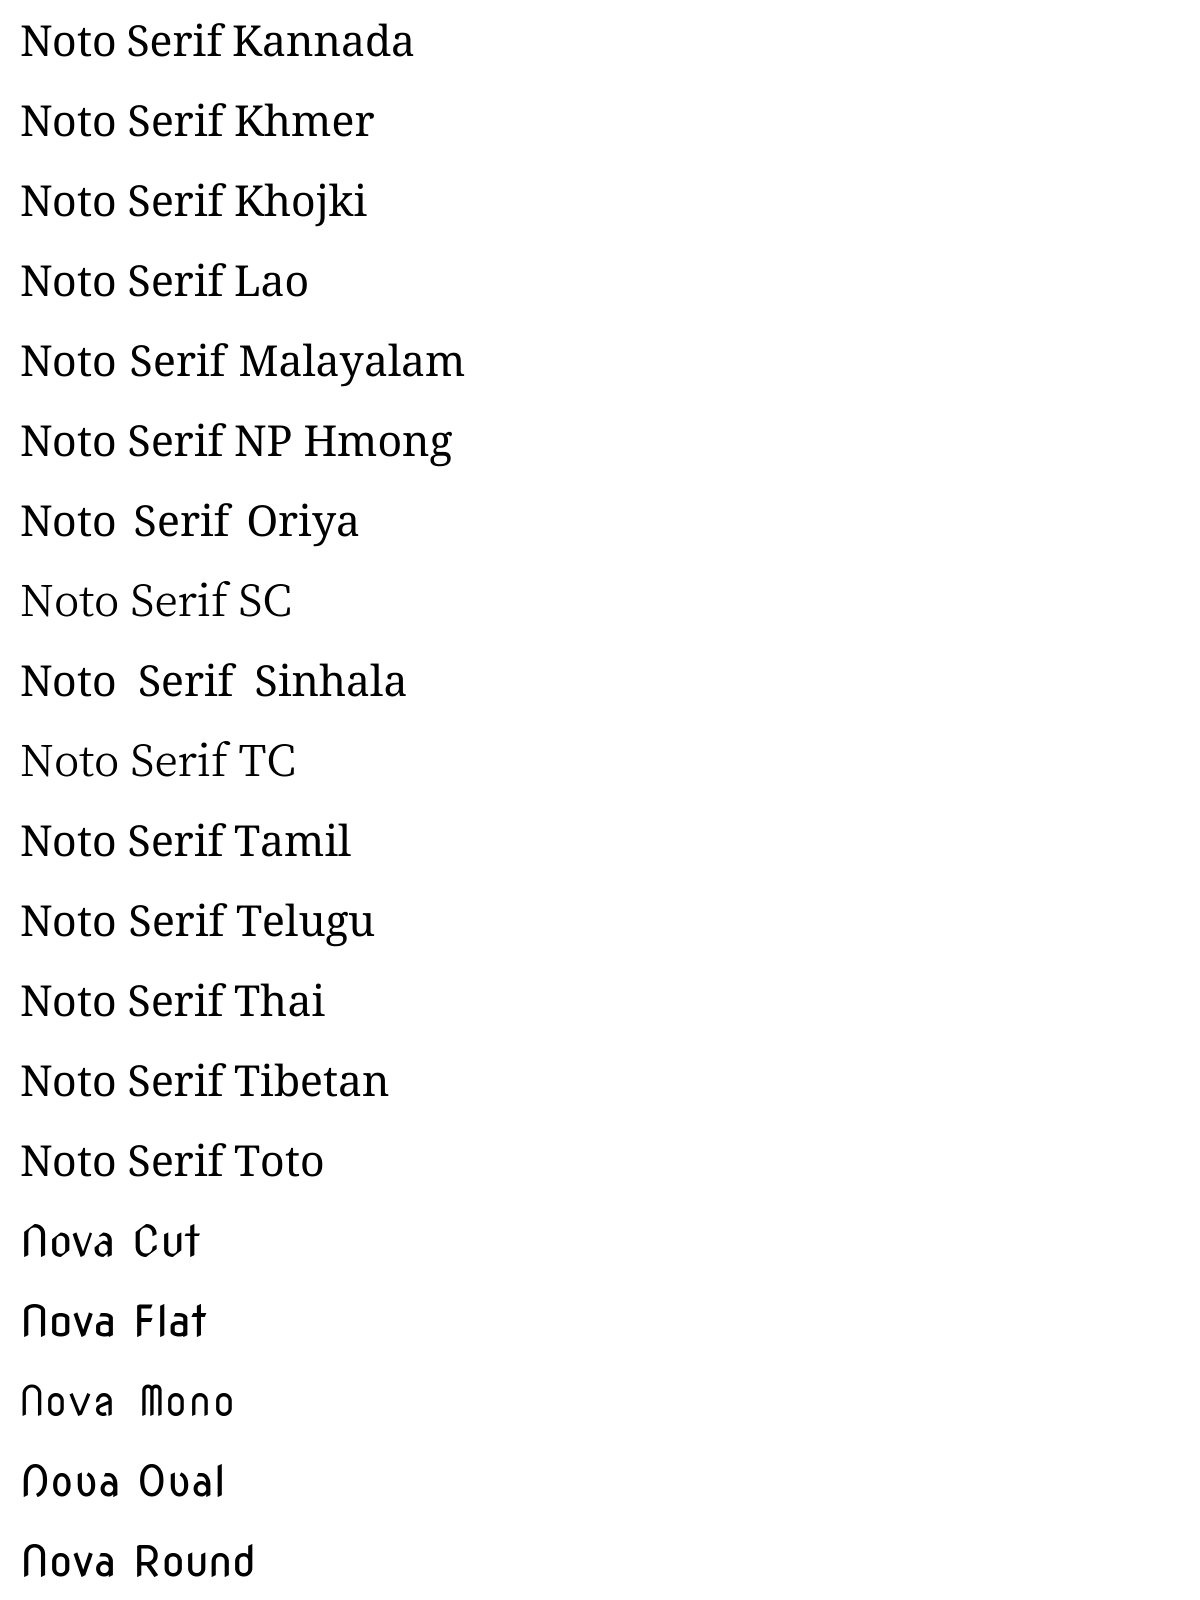 Noto Serif Kannada
Noto Serif Khmer
Noto Serif Khojki
Noto Serif Lao
Noto Serif Malayalam
Noto Serif NP Hmong
Noto Serif Oriya
Noto Serif SC
Noto Serif Sinhala
Noto Serif TC
Noto Serif Tamil
Noto Serif Telugu
Noto Serif Thai
Noto Serif Tibetan
Noto Serif Toto
Nova Cut
Nova Flat
Nova Mono
Nova Oval
Nova Round